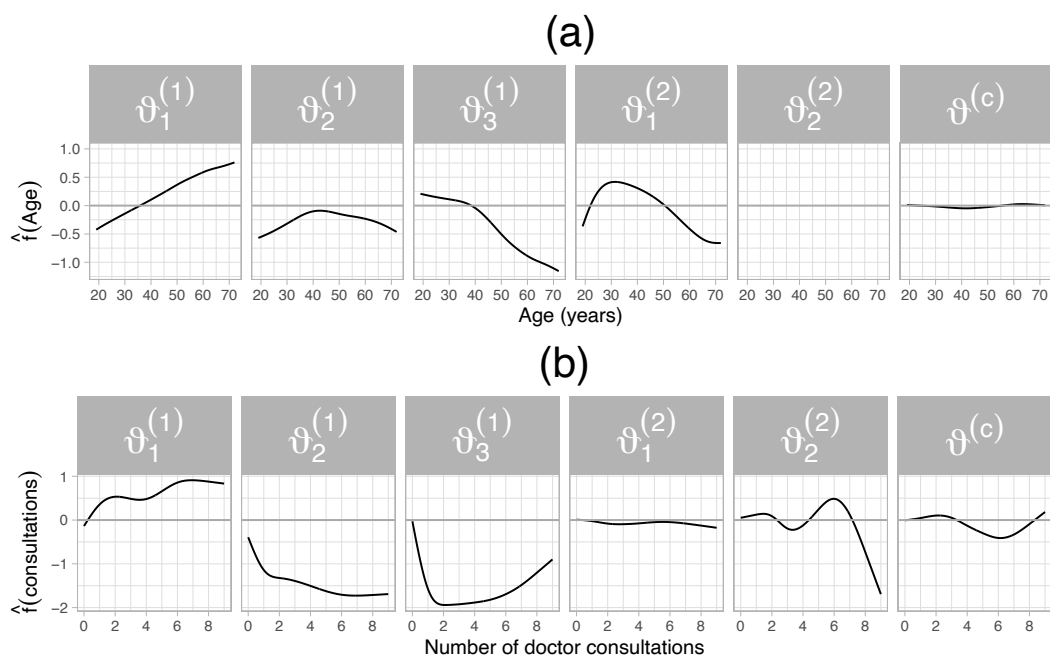 (a)
ϑ₁⁽¹⁾ ϑ₂⁽¹⁾ ϑ₃⁽¹⁾ ϑ₁⁽²⁾ ϑ₂⁽²⁾ ϑ⁽ᶜ⁾
1.0
0.5
0.0
−0.5
−1.0
f̂(Age)
20 30 40 50 60 70 20 30 40 50 60 70 20 30 40 50 60 70 20 30 40 50 60 70 20 30 40 50 60 70 20 30 40 50 60 70
Age (years)
(b)
ϑ₁⁽¹⁾ ϑ₂⁽¹⁾ ϑ₃⁽¹⁾ ϑ₁⁽²⁾ ϑ₂⁽²⁾ ϑ⁽ᶜ⁾
1
0
−1
−2
f̂(consultations)
0 2 4 6 8 0 2 4 6 8 0 2 4 6 8 0 2 4 6 8 0 2 4 6 8 0 2 4 6 8
Number of doctor consultations